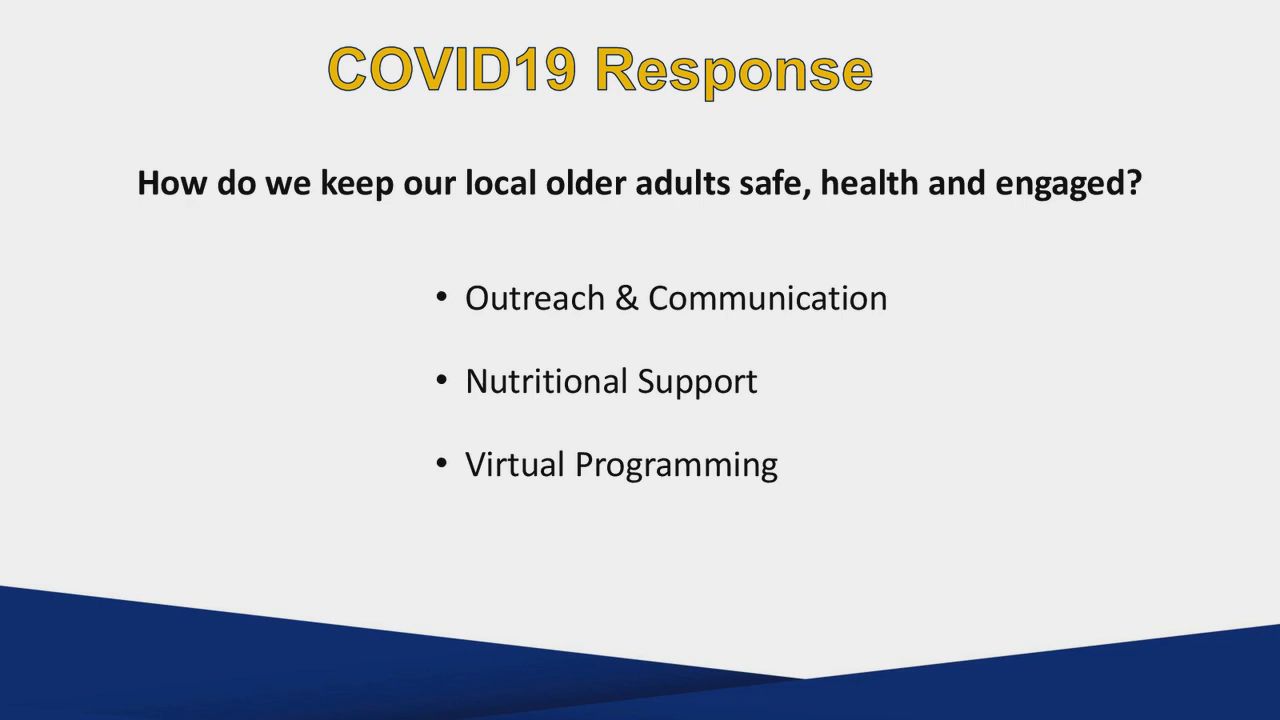 COVID19 Response
How do we keep our local older adults safe, health and engaged?
• Outreach & Communication
• Nutritional Support
• Virtual Programming